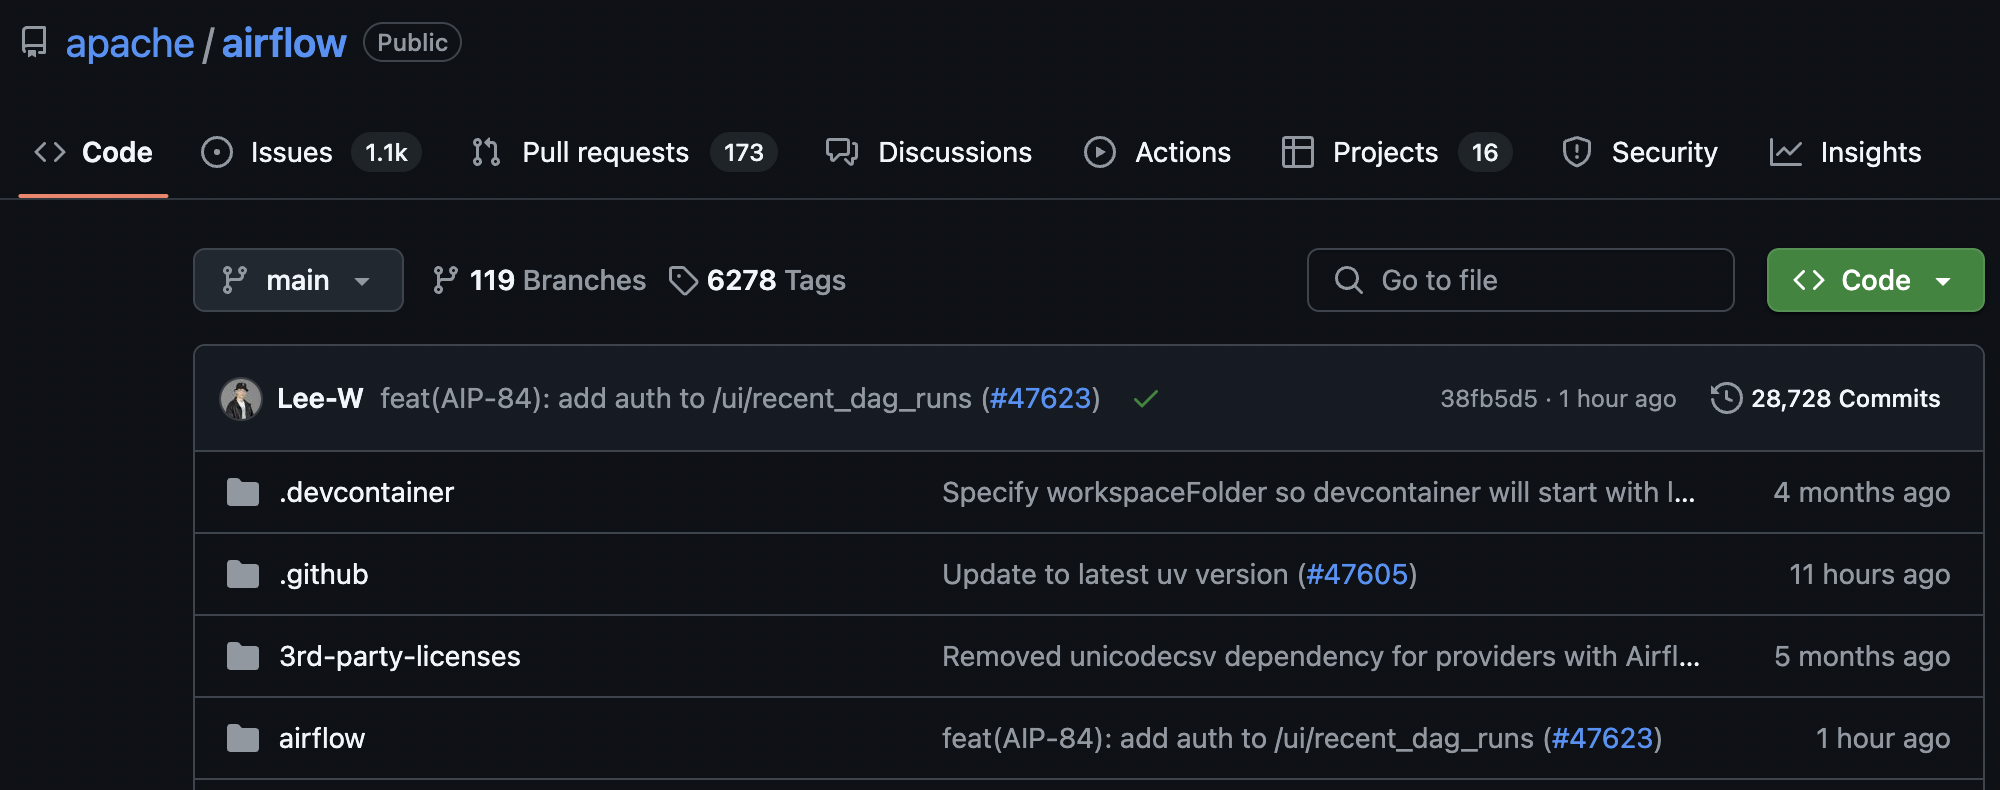 apache / airflow Public
Code Issues 1.1k Pull requests 173 Discussions Actions Projects 16 Security Insights
main 119 Branches 6278 Tags Go to file Code
Lee-W feat(AIP-84): add auth to /ui/recent_dag_runs (#47623) 38fb5d5 · 1 hour ago 28,728 Commits
.devcontainer Specify workspaceFolder so devcontainer will start with l... 4 months ago
.github Update to latest uv version (#47605) 11 hours ago
3rd-party-licenses Removed unicodecsv dependency for providers with Airfl... 5 months ago
airflow feat(AIP-84): add auth to /ui/recent_dag_runs (#47623) 1 hour ago